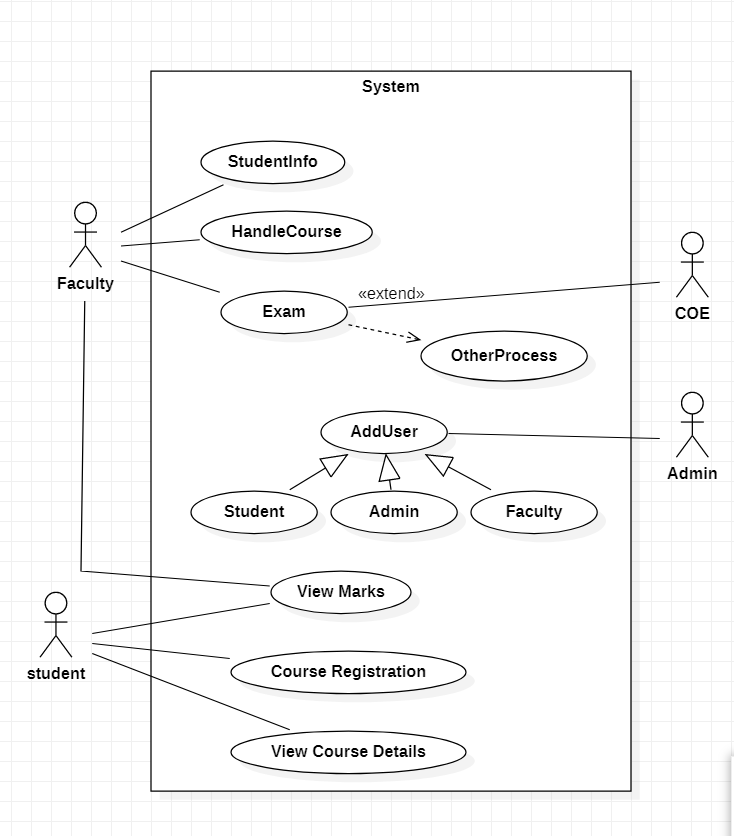 System
StudentInfo
HandleCourse
Faculty
Exam
«extend»
COE
OtherProcess
AddUser
Admin
Student
Admin
Faculty
View Marks
student
Course Registration
View Course Details